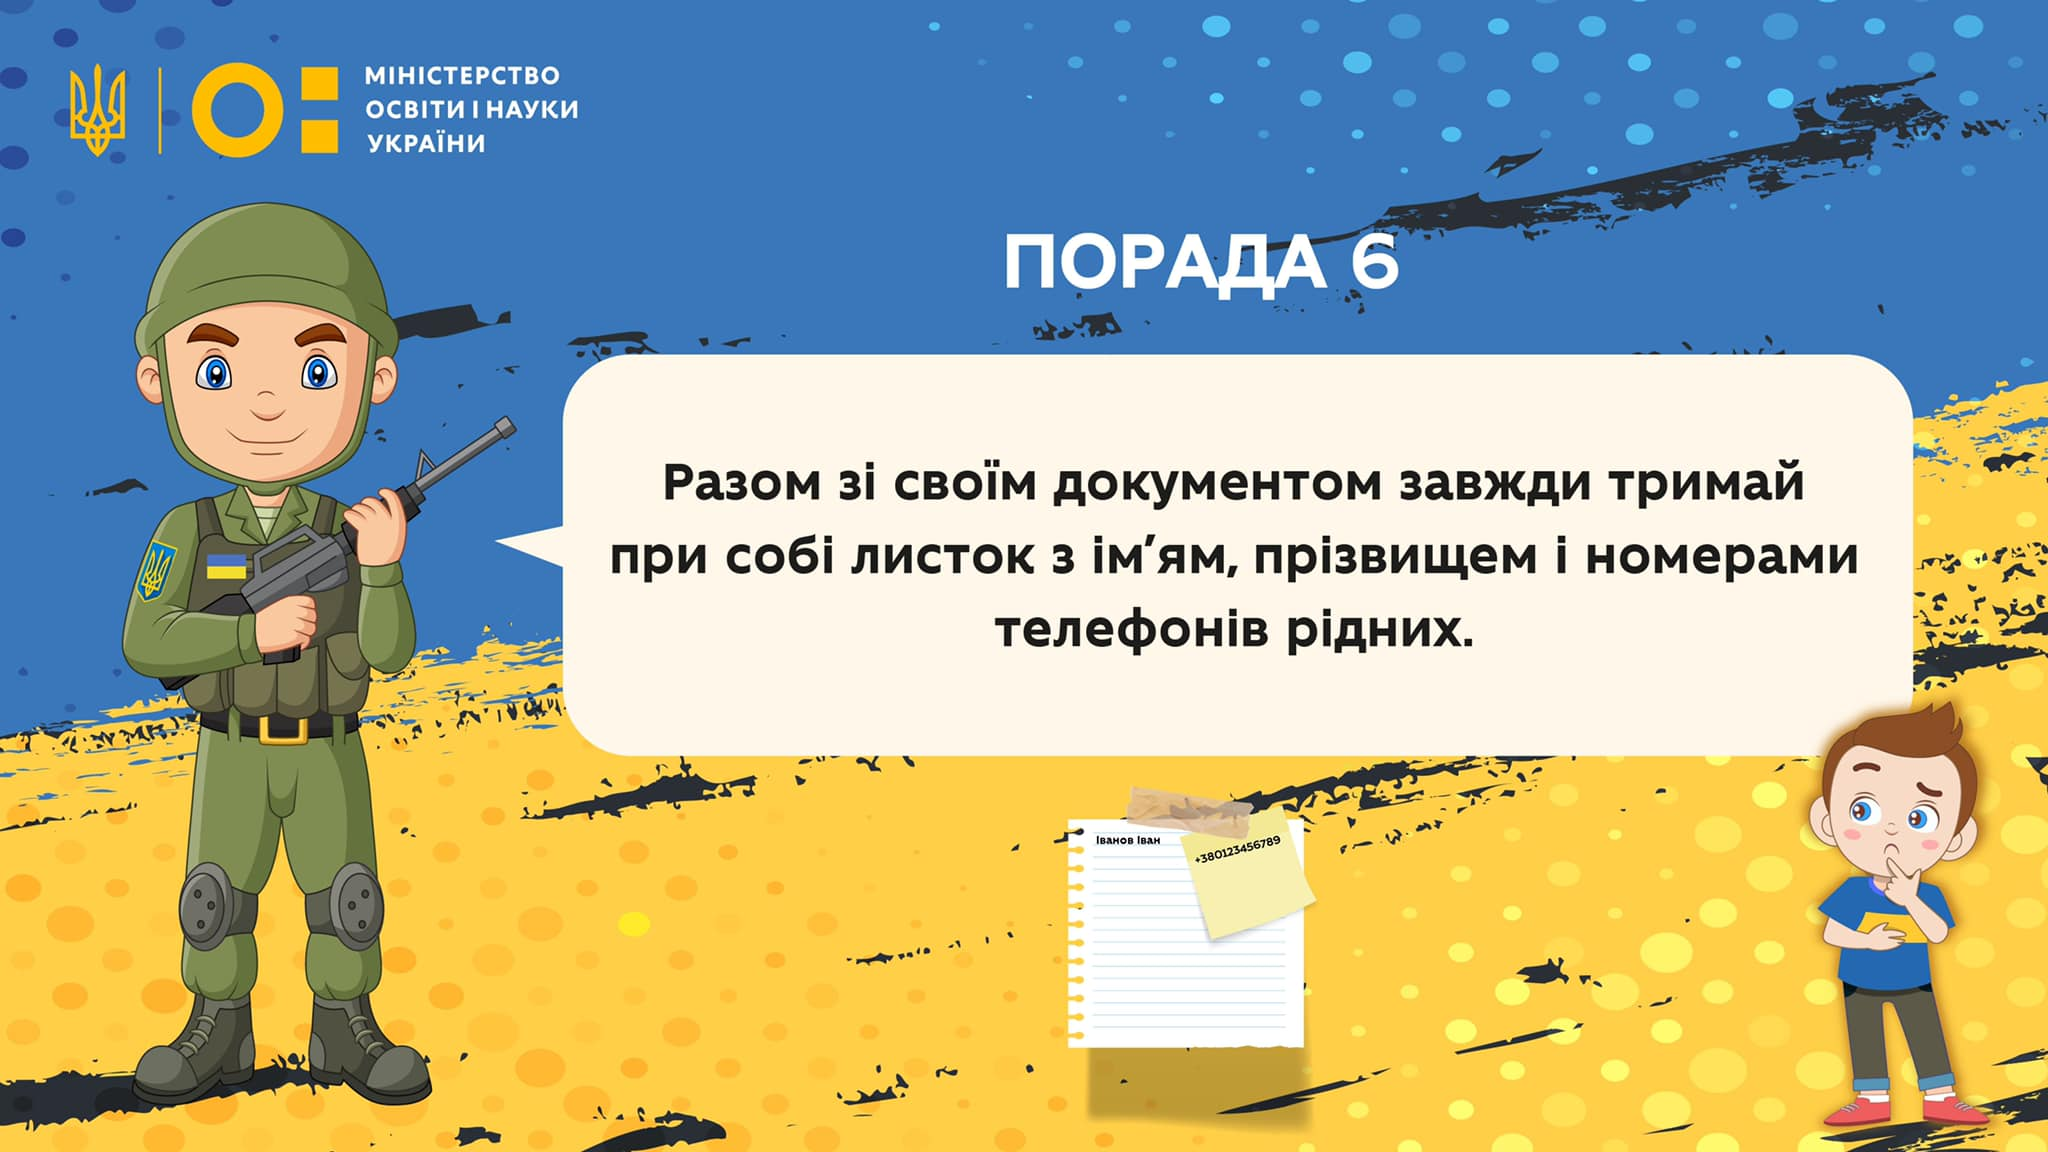 МІНІСТЕРСТВО
ОСВІТИ І НАУКИ
УКРАЇНИ
ПОРАДА 6
Разом зі своїм документом завжди тримай
при собі листок з ім’ям, прізвищем і номерами
телефонів рідних.
Іванов Іван
+380123456789